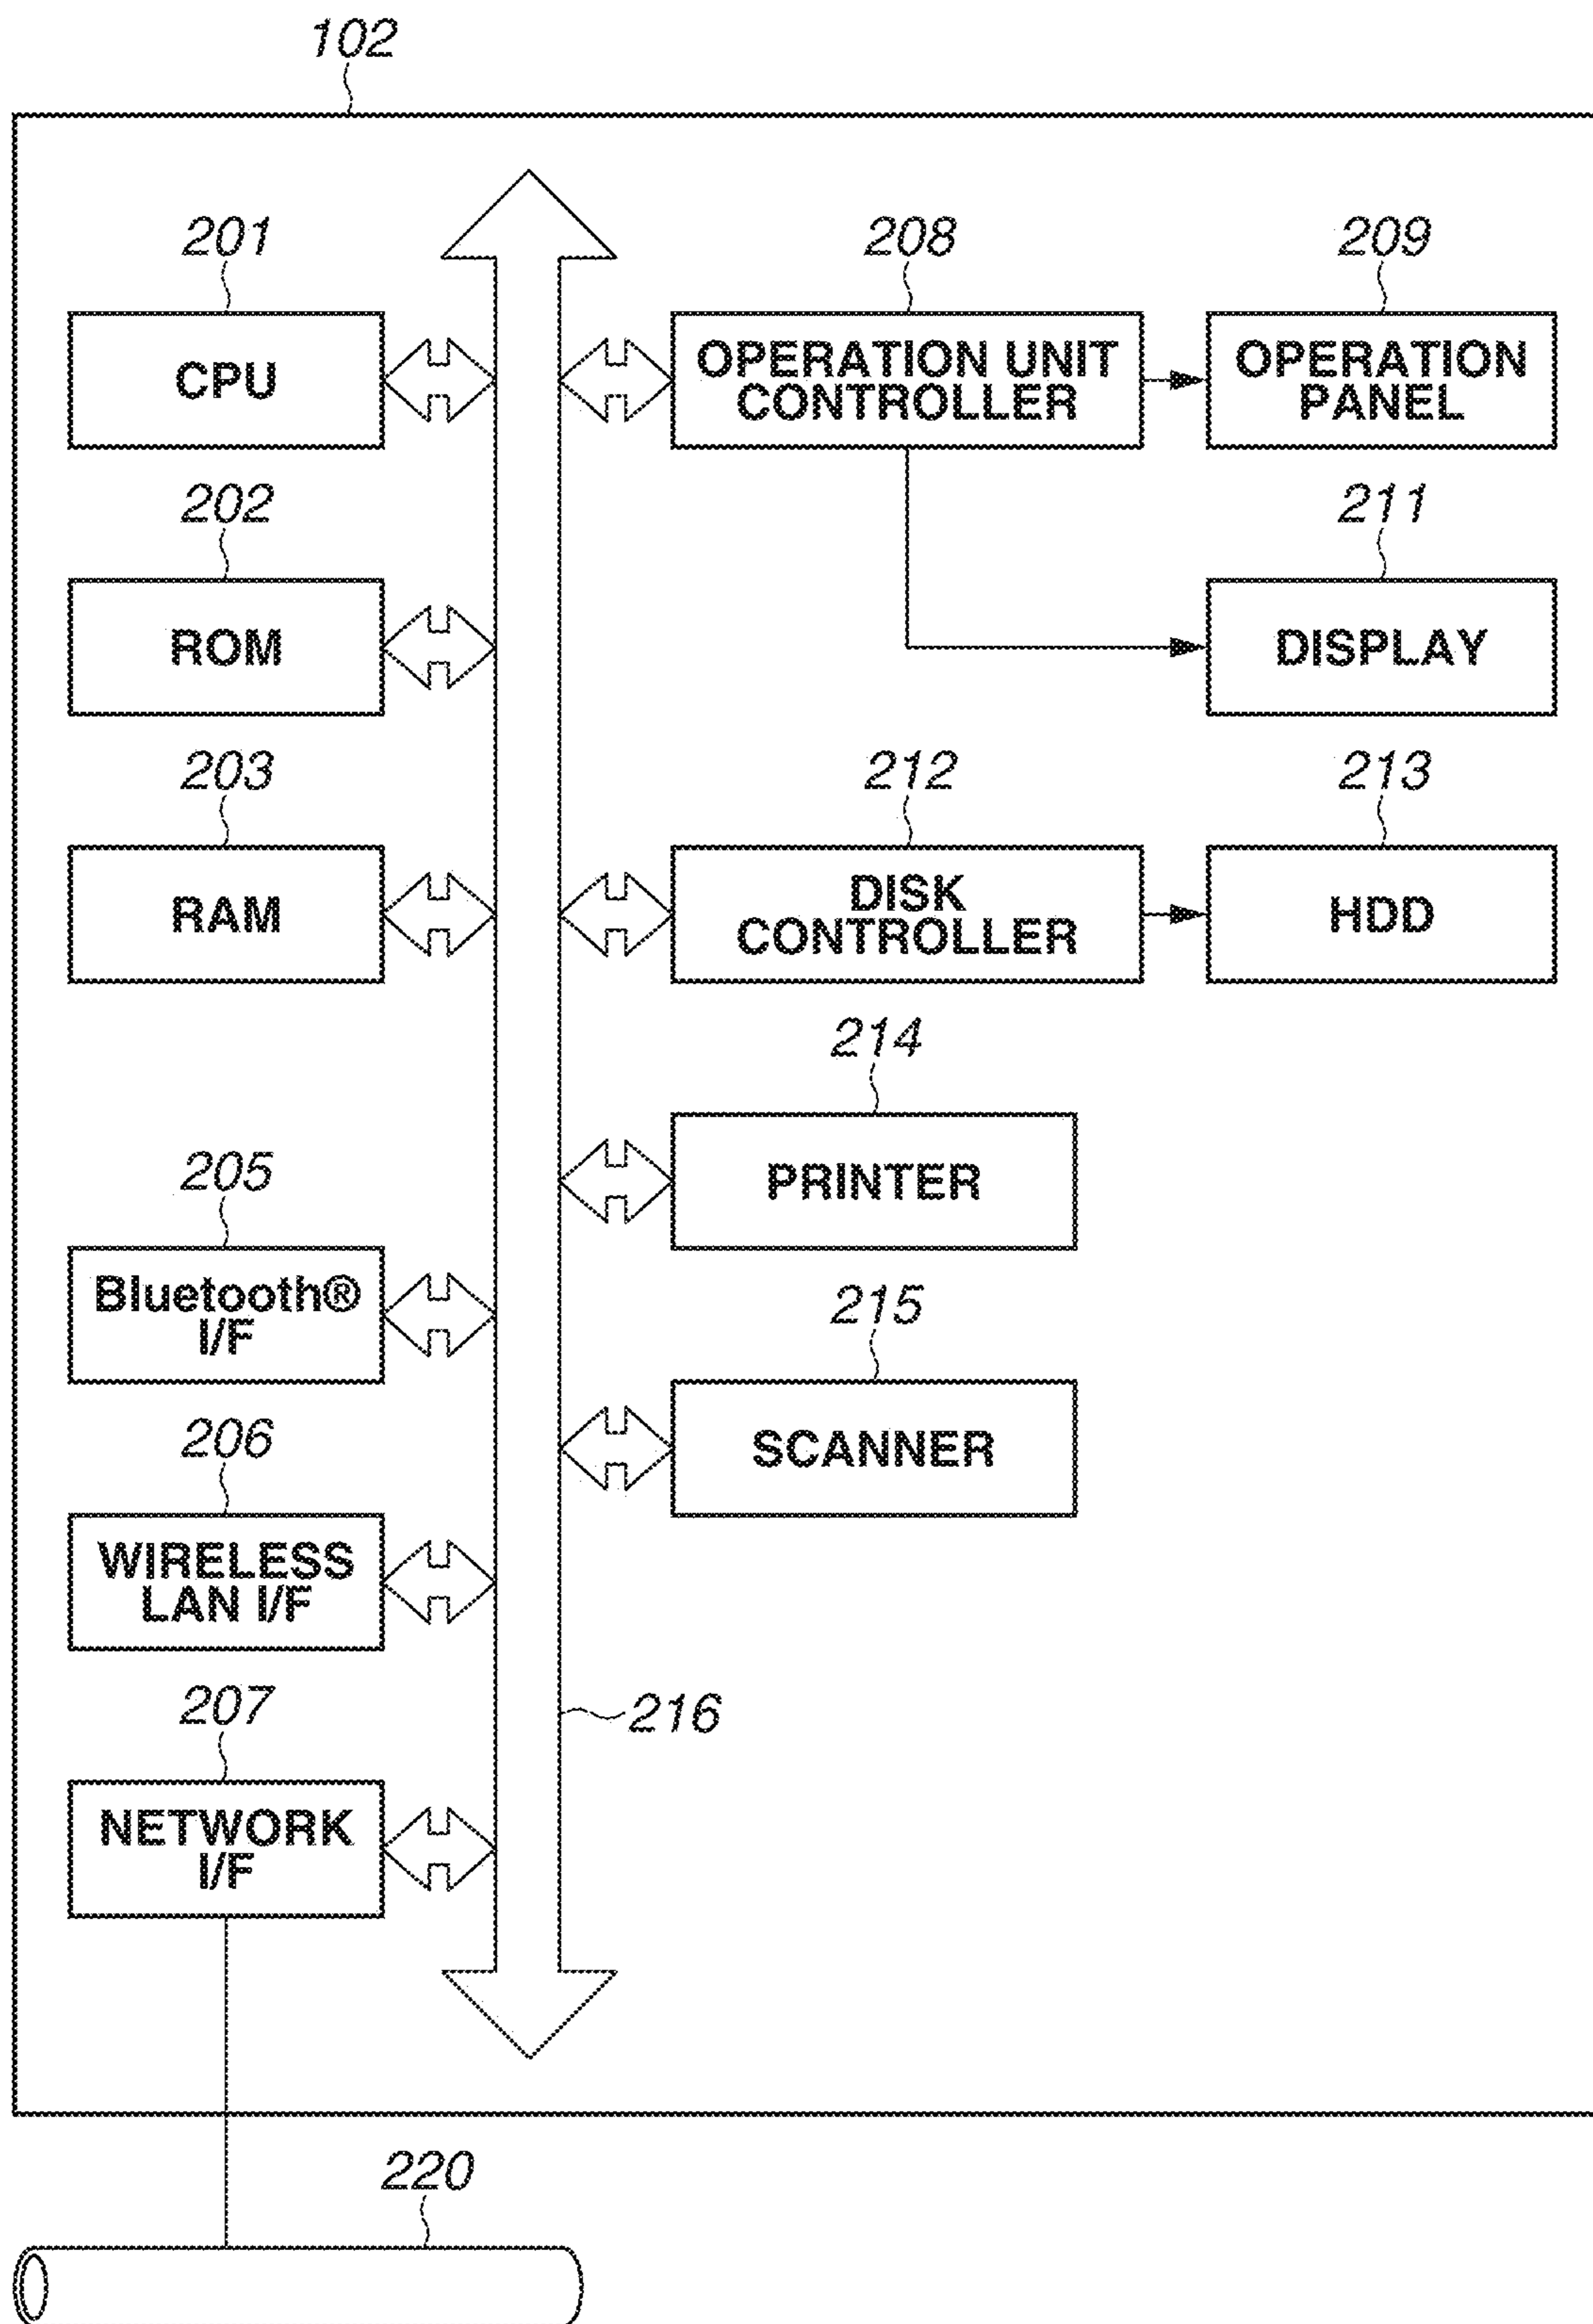 102
201
208
209
CPU
OPERATION UNIT
CONTROLLER
OPERATION
PANEL
202
211
ROM
DISPLAY
203
212
213
RAM
DISK
CONTROLLER
HDD
214
PRINTER
205
Bluetooth®
I/F
215
SCANNER
206
WIRELESS
LAN I/F
207
216
NETWORK
I/F
220